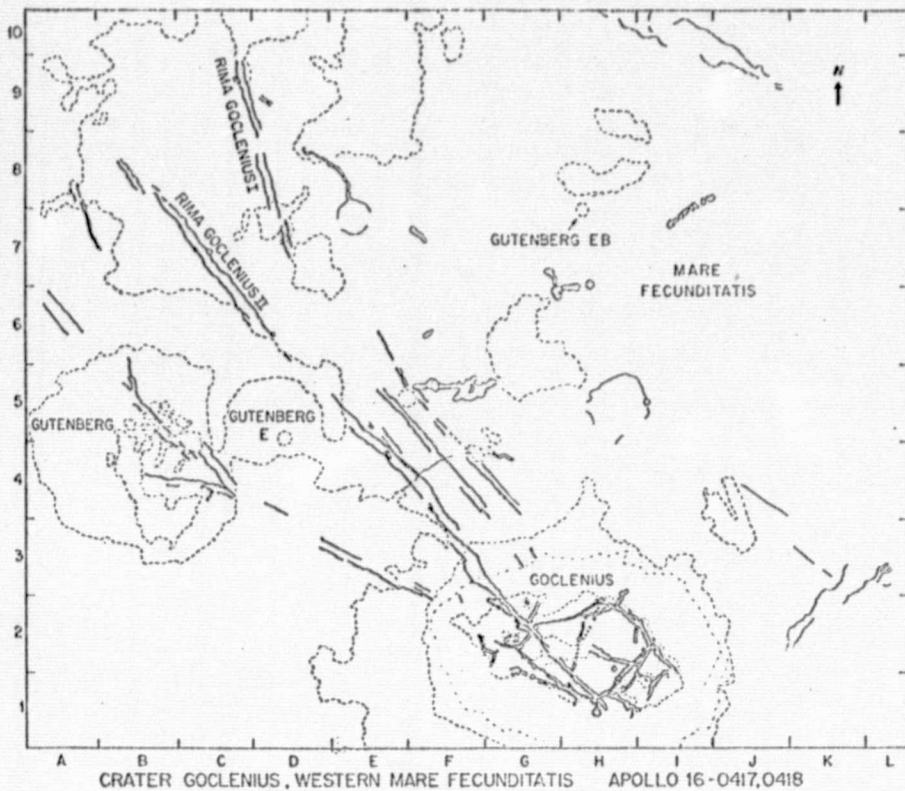 10
9
8
7
6
5
4
3
2
1
N
RIMA GOCLENIUS I
RIMA GOCLENIUS II
GUTENBERG EB
MARE
FECUNDITATIS
GUTENBERG
GUTENBERG
E
GOCLENIUS
A B C D E F G H I J K L
CRATER GOCLENIUS, WESTERN MARE FECUNDITATIS APOLLO 16-0417,0418